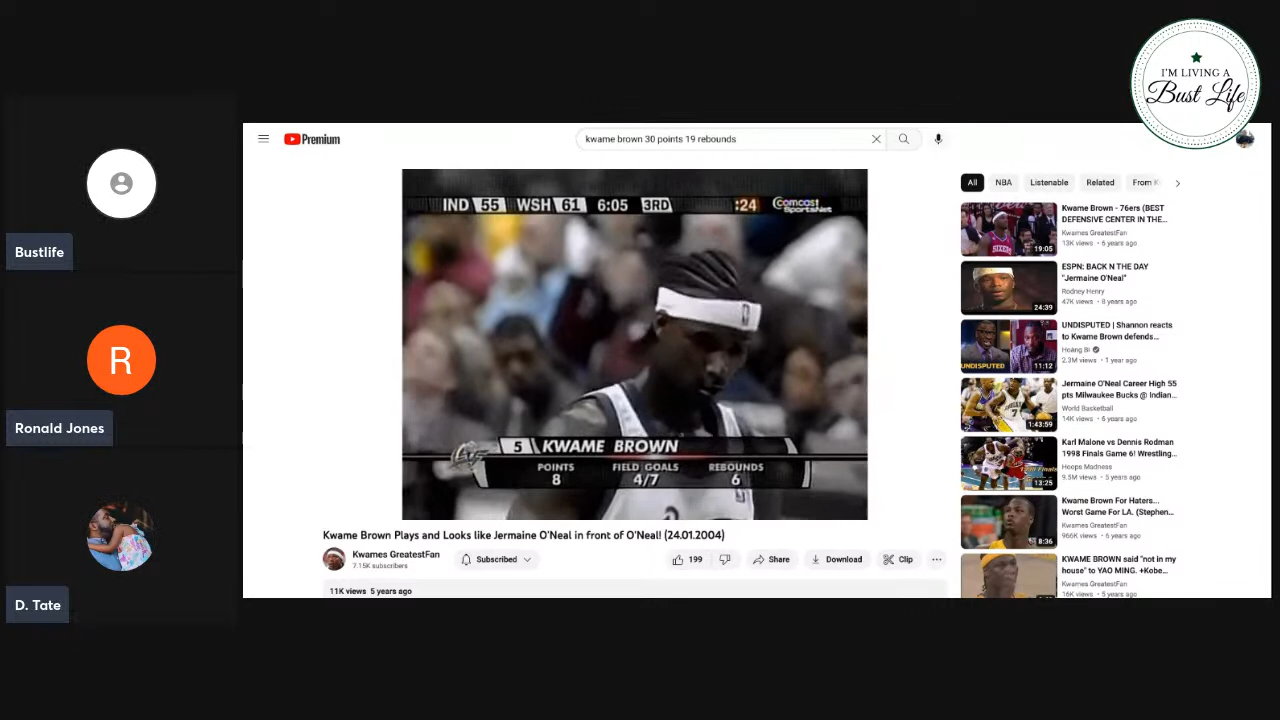 I'M LIVING A
Bust Life
Premium
kwame brown 30 points 19 rebounds
All
NBA
Listenable
Related
From K
IND 55 WSH 61 6:05 3RD :24 Comcast SportsNet
5 KWAME BROWN
POINTS FIELD GOALS REBOUNDS
8 4/7 6
Kwame Brown Plays and Looks like Jermaine O'Neal in front of O'Neal! (24.01.2004)
Kwames GreatestFan
7.15K subscribers
Subscribed
199
Share
Download
Clip
11K views 5 years ago
Kwame Brown - 76ers (BEST
DEFENSIVE CENTER IN THE...
Kwames GreatestFan
13K views • 6 years ago
19:05
ESPN: BACK N THE DAY
"Jermaine O'Neal"
Rodney Henry
47K views • 8 years ago
24:39
UNDISPUTED | Shannon reacts
to Kwame Brown defends...
Hoàng Bi
2.3M views • 1 year ago
UNDISPUTED
11:12
Jermaine O'Neal Career High 55
pts Milwaukee Bucks @ Indian...
World Basketball
14K views • 6 years ago
1:43:59
Karl Malone vs Dennis Rodman
1998 Finals Game 6! Wrestling...
Hoops Madness
9.5M views • 5 years ago
13:25
Kwame Brown For Haters...
Worst Game For LA. (Stephen...
Kwames GreatestFan
966K views • 6 years ago
8:36
KWAME BROWN said "not in my
house" to YAO MING. +Kobe...
Kwames GreatestFan
16K views • 5 years ago
Bustlife
R
Ronald Jones
D. Tate